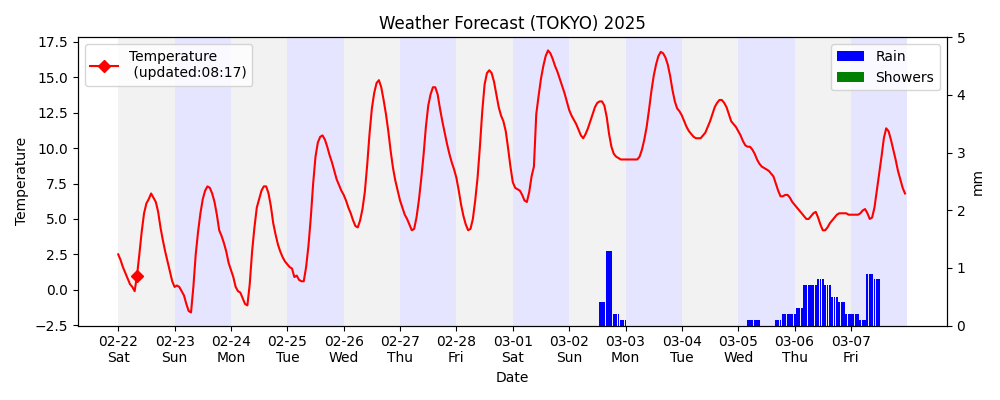 Weather Forecast (TOKYO) 2025
Temperature
(updated:08:17)
Rain
Showers
Temperature
17.5
15.0
12.5
10.0
7.5
5.0
2.5
0.0
−2.5
5
4
3
2
1
0
mm
02-22 02-23 02-24 02-25 02-26 02-27 02-28 03-01 03-02 03-03 03-04 03-05 03-06 03-07
Sat Sun Mon Tue Wed Thu Fri Sat Sun Mon Tue Wed Thu Fri
Date